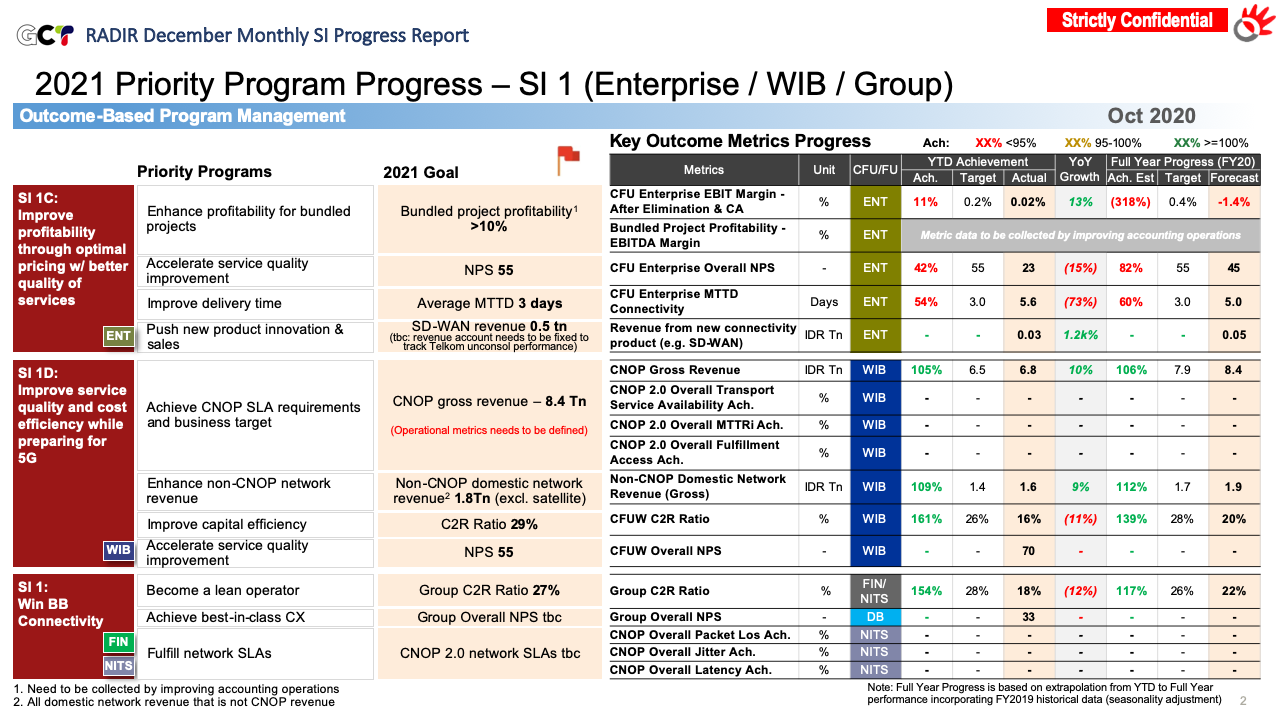 GCT RADIR December Monthly SI Progress Report
Strictly Confidential
2021 Priority Program Progress – SI 1 (Enterprise / WIB / Group)
Outcome-Based Program Management
Oct 2020
Priority Programs
2021 Goal
SI 1C:
Improve
profitability
through optimal
pricing w/ better
quality of
services
ENT
Enhance profitability for bundled
projects
Bundled project profitability1
>10%
Accelerate service quality
improvement
NPS 55
Improve delivery time
Average MTTD 3 days
Push new product innovation &
sales
SD-WAN revenue 0.5 tn
(tbc: revenue account needs to be fixed to
track Telkom unconsol performance)
SI 1D:
Improve service
quality and cost
efficiency while
preparing for
5G
WIB
Achieve CNOP SLA requirements
and business target
CNOP gross revenue – 8.4 Tn
(Operational metrics needs to be defined)
Enhance non-CNOP network
revenue
Non-CNOP domestic network
revenue2 1.8Tn (excl. satellite)
Improve capital efficiency
C2R Ratio 29%
Accelerate service quality
improvement
NPS 55
SI 1:
Win BB
Connectivity
FIN
NITS
Become a lean operator
Group C2R Ratio 27%
Achieve best-in-class CX
Group Overall NPS tbc
Fulfill network SLAs
CNOP 2.0 network SLAs tbc
1. Need to be collected by improving accounting operations
2. All domestic network revenue that is not CNOP revenue
Key Outcome Metrics Progress
Ach: XX% <95% XX% 95-100% XX% >=100%
Metrics Unit CFU/FU YTD Achievement YoY Growth Full Year Progress (FY20)
Ach. Target Actual Ach. Est Target Forecast
CFU Enterprise EBIT Margin -
After Elimination & CA % ENT 11% 0.2% 0.02% 13% (318%) 0.4% -1.4%
Bundled Project Profitability -
EBITDA Margin % ENT Metric data to be collected by improving accounting operations
CFU Enterprise Overall NPS - ENT 42% 55 23 (15%) 82% 55 45
CFU Enterprise MTTD
Connectivity Days ENT 54% 3.0 5.6 (73%) 60% 3.0 5.0
Revenue from new connectivity
product (e.g. SD-WAN) IDR Tn ENT - - 0.03 1.2k% - - 0.05
CNOP Gross Revenue IDR Tn WIB 105% 6.5 6.8 10% 106% 7.9 8.4
CNOP 2.0 Overall Transport
Service Availability Ach. % WIB - - - - - - -
CNOP 2.0 Overall MTTRi Ach. % WIB - - - - - - -
CNOP 2.0 Overall Fulfillment
Access Ach. % WIB - - - - - - -
Non-CNOP Domestic Network
Revenue (Gross) IDR Tn WIB 109% 1.4 1.6 9% 112% 1.7 1.9
CFUW C2R Ratio % WIB 161% 26% 16% (11%) 139% 28% 20%
CFUW Overall NPS - WIB - - 70 - - - -
Group C2R Ratio % FIN/ NITS 154% 28% 18% (12%) 117% 26% 22%
Group Overall NPS - DB - - 33 - - - -
CNOP Overall Packet Los Ach. % NITS - - - - - - -
CNOP Overall Jitter Ach. % NITS - - - - - - -
CNOP Overall Latency Ach. % NITS - - - - - - -
Note: Full Year Progress is based on extrapolation from YTD to Full Year
performance incorporating FY2019 historical data (seasonality adjustment)
2